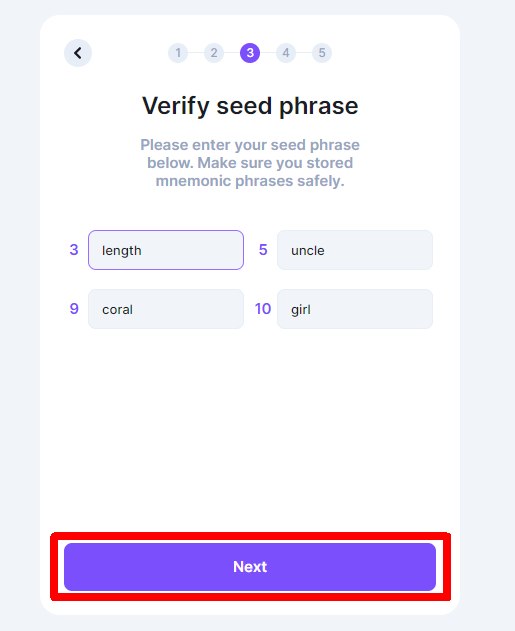 1 2 3 4 5
Verify seed phrase
Please enter your seed phrase
below. Make sure you stored
mnemonic phrases safely.
3 length 5 uncle
9 coral 10 girl
Next